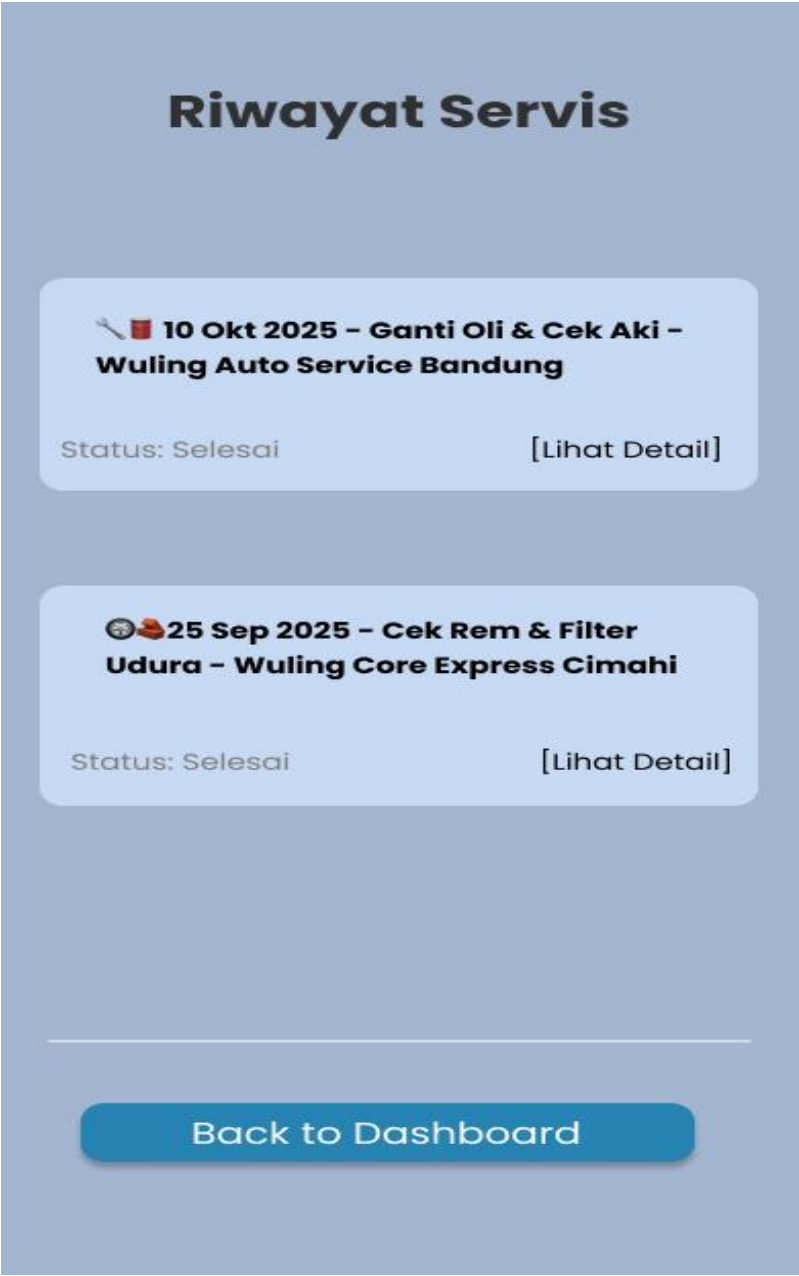 Riwayat Servis
🔧🛢️ 10 Okt 2025 – Ganti Oli & Cek Aki –
Wuling Auto Service Bandung
Status: Selesai
[Lihat Detail]
25 Sep 2025 – Cek Rem & Filter
Udura – Wuling Core Express Cimahi
Status: Selesai
[Lihat Detail]
Back to Dashboard